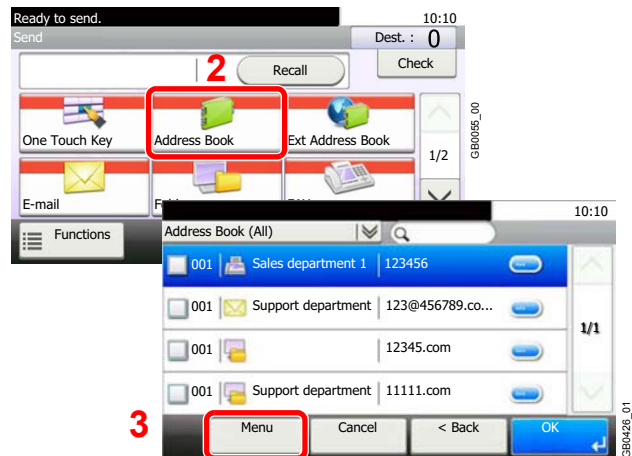 Ready to send.
10:10
Send
Dest. : 0
2
Recall
Check
One Touch Key
Address Book
Ext Address Book
1/2
E-mail
Functions
GB0055_00
10:10
Address Book (All)
001 Sales department 1 123456
001 Support department 123@456789.co...
1/1
001 12345.com
001 Support department 11111.com
3
Menu
Cancel
< Back
OK
GB0426_01